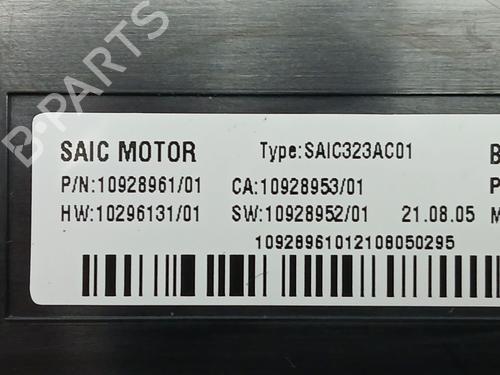 SAIC MOTOR Type:SAIC323AC01 B
P/N:10928961/01 CA:10928953/01 P
HW:10296131/01 SW:10928952/01 21.08.05 M
10928961012108050295
B-PARTS